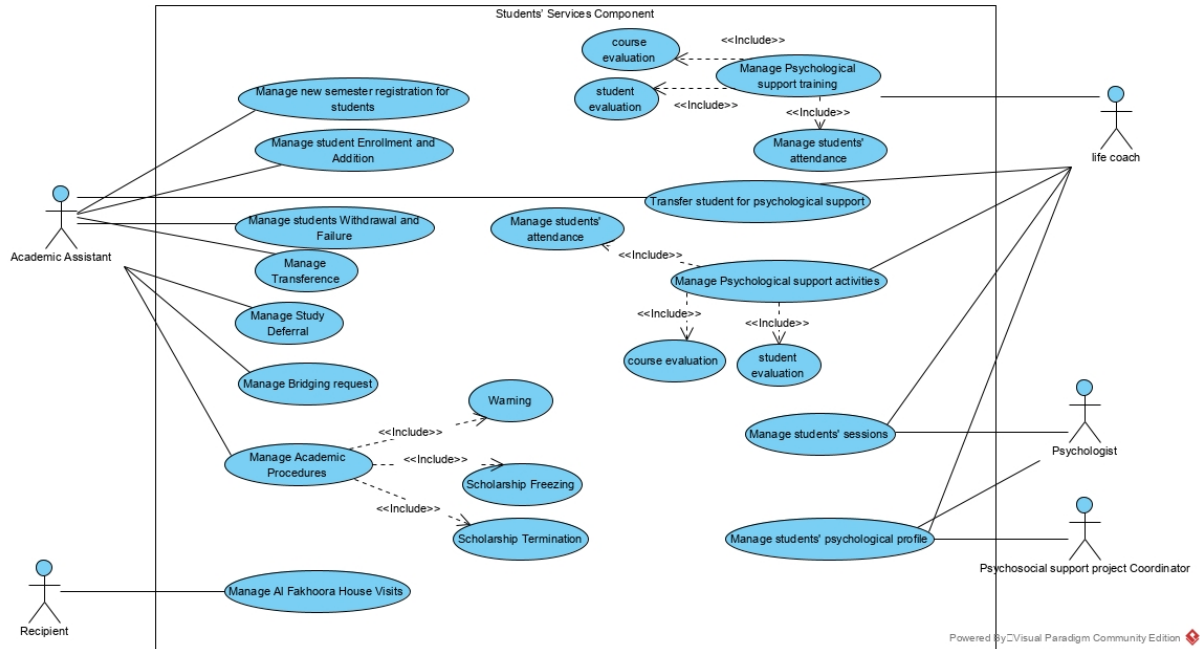 Students' Services Component
course
evaluation
<<Include>>
Manage Psychological
support training
student
evaluation
<<Include>>
<<Include>>
Manage students'
attendance
life coach
Manage new semester registration for
students
Manage student Enrollment and
Addition
Transfer student for psychological support
Academic Assistant
Manage students Withdrawal and
Failure
Manage students'
attendance
<<Include>>
Manage
Transference
Manage Psychological support activities
Manage Study
Deferral
<<Include>>
<<Include>>
course evaluation
student
evaluation
Manage Bridging request
Warning
<<Include>>
Manage students' sessions
Psychologist
Manage Academic
Procedures
<<Include>>
Scholarship Freezing
<<Include>>
Scholarship Termination
Manage students' psychological profile
Psychosocial support project Coordinator
Manage Al Fakhoora House Visits
Recipient
Powered By Visual Paradigm Community Edition